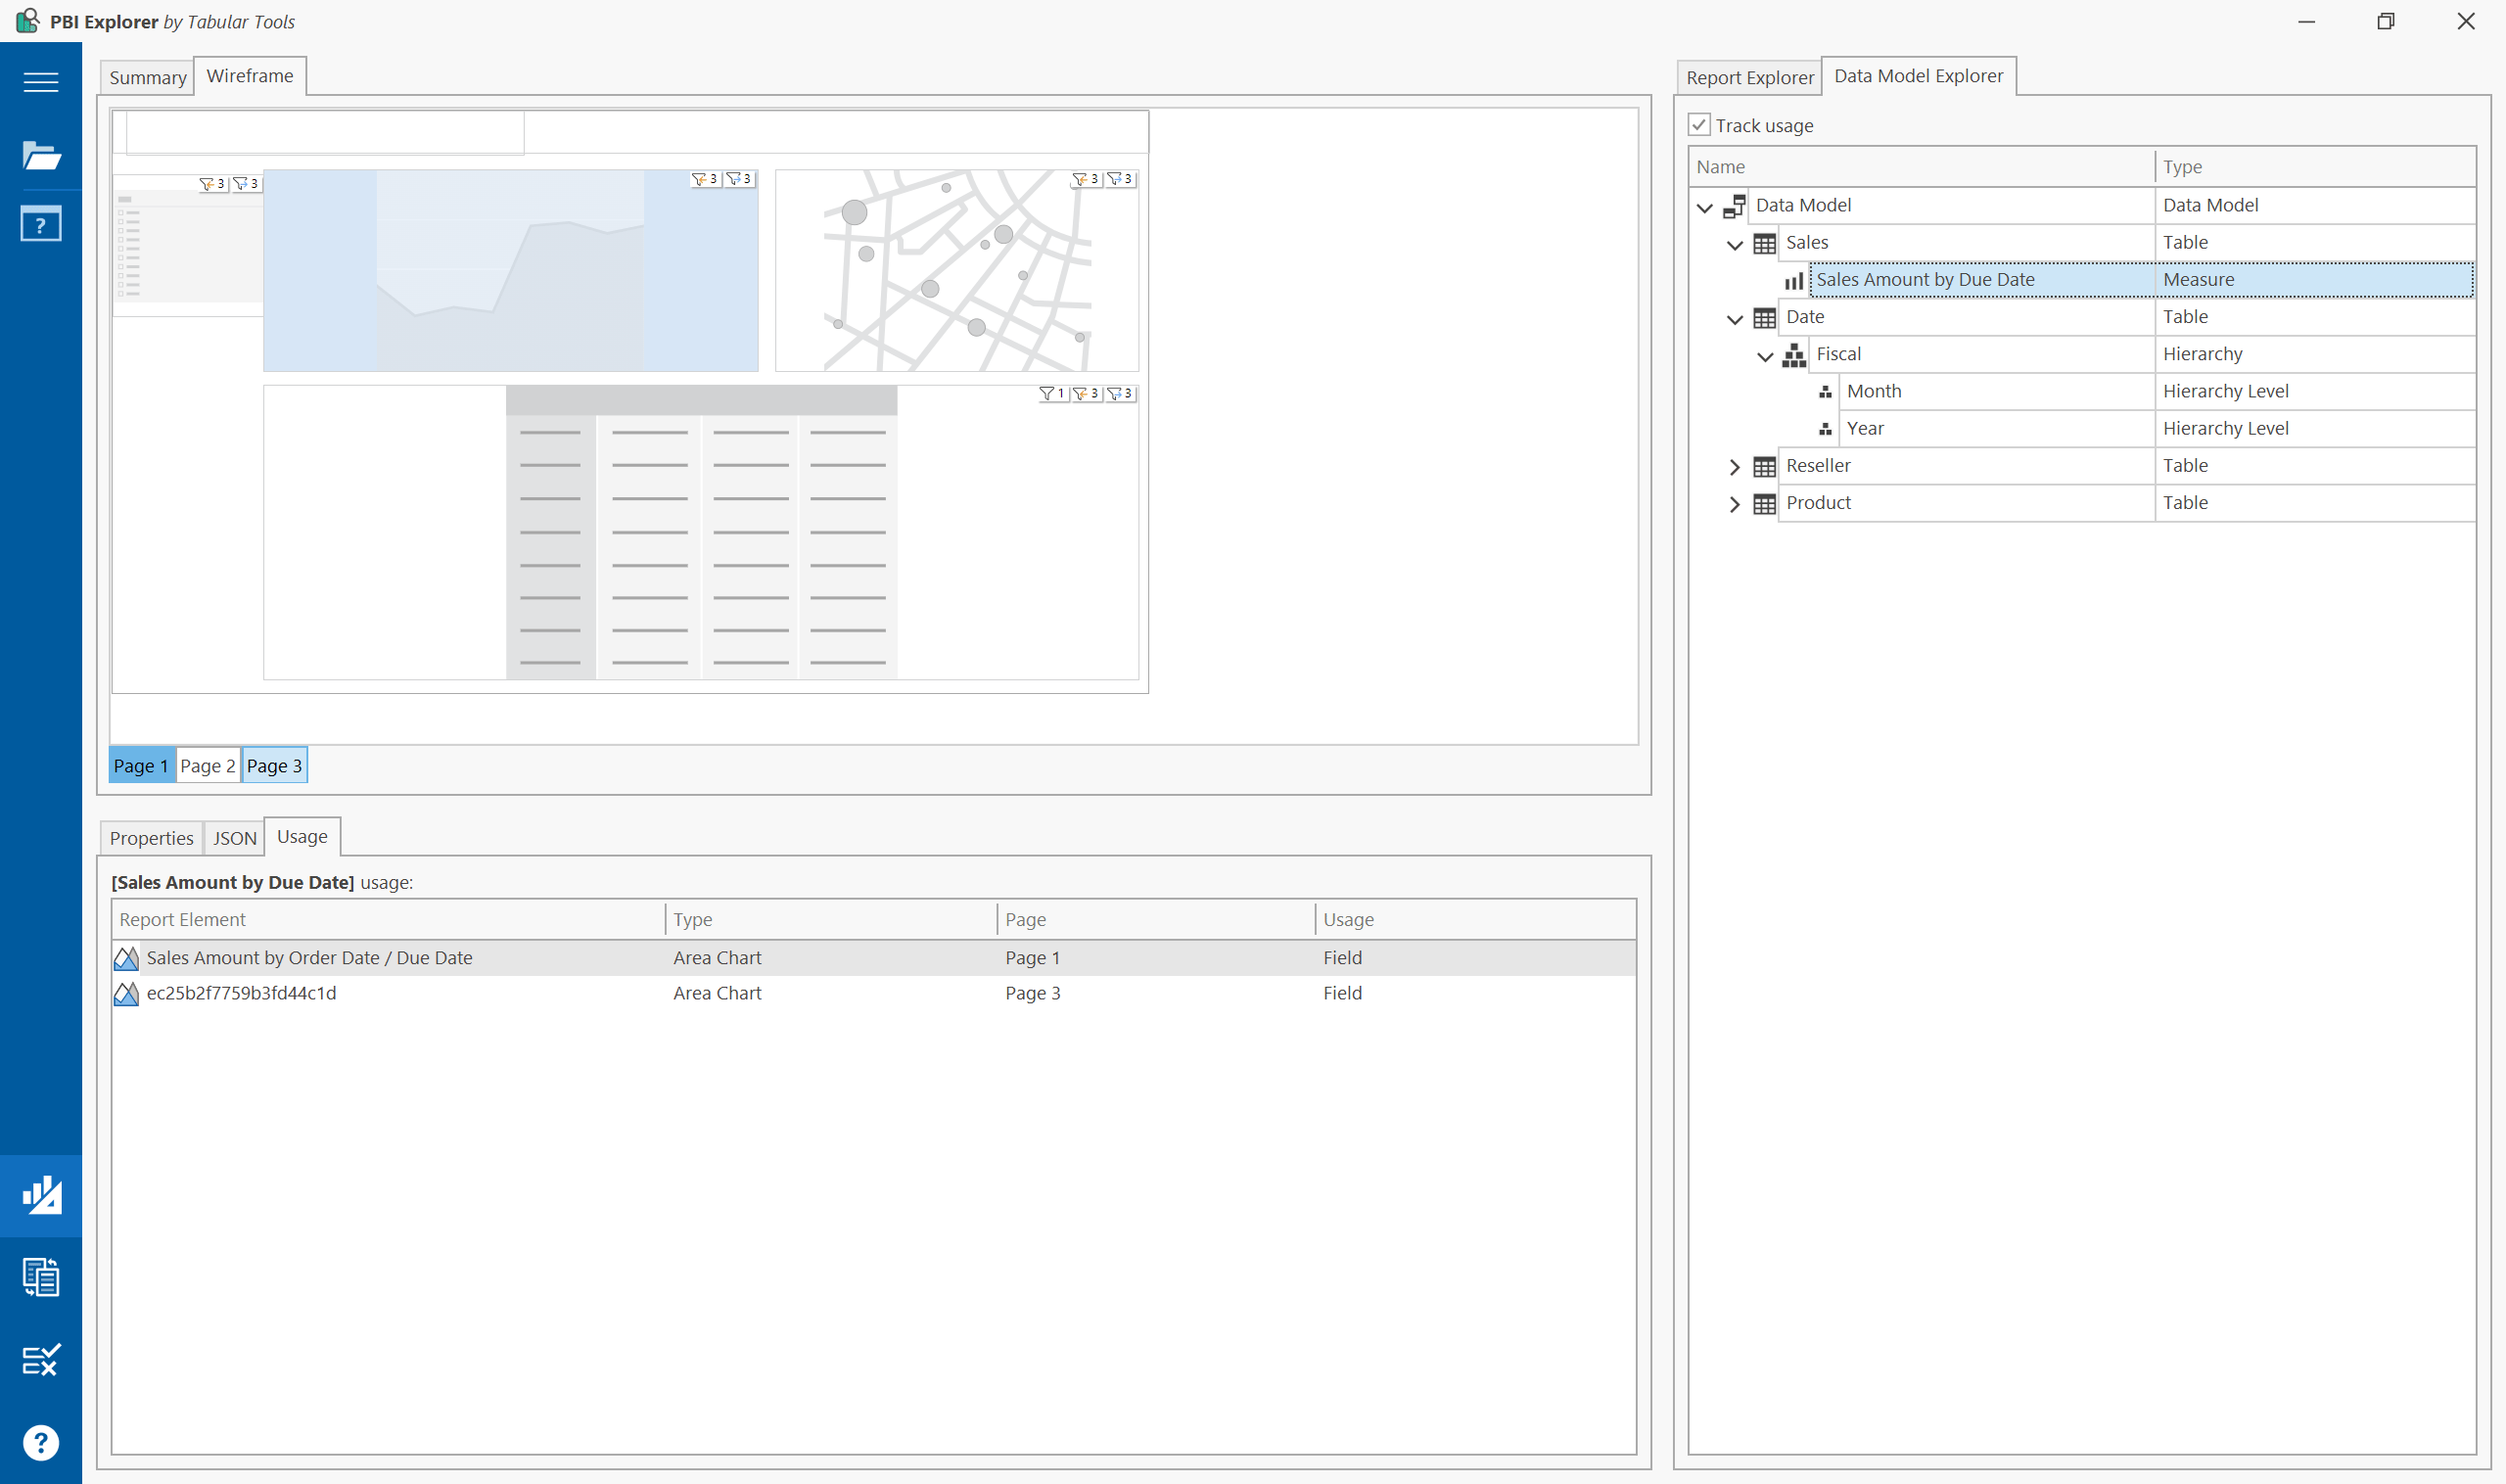 PBI Explorer by Tabular Tools
Summary
Wireframe
3 3
3 3
3 3
1 3 3
Page 1
Page 2
Page 3
Properties
JSON
Usage
[Sales Amount by Due Date] usage:
Report Element Type Page Usage
Sales Amount by Order Date / Due Date Area Chart Page 1 Field
ec25b2f7759b3fd44c1d Area Chart Page 3 Field
Report Explorer
Data Model Explorer
Track usage
Name Type
Data Model Data Model
Sales Table
Sales Amount by Due Date Measure
Date Table
Fiscal Hierarchy
Month Hierarchy Level
Year Hierarchy Level
Reseller Table
Product Table